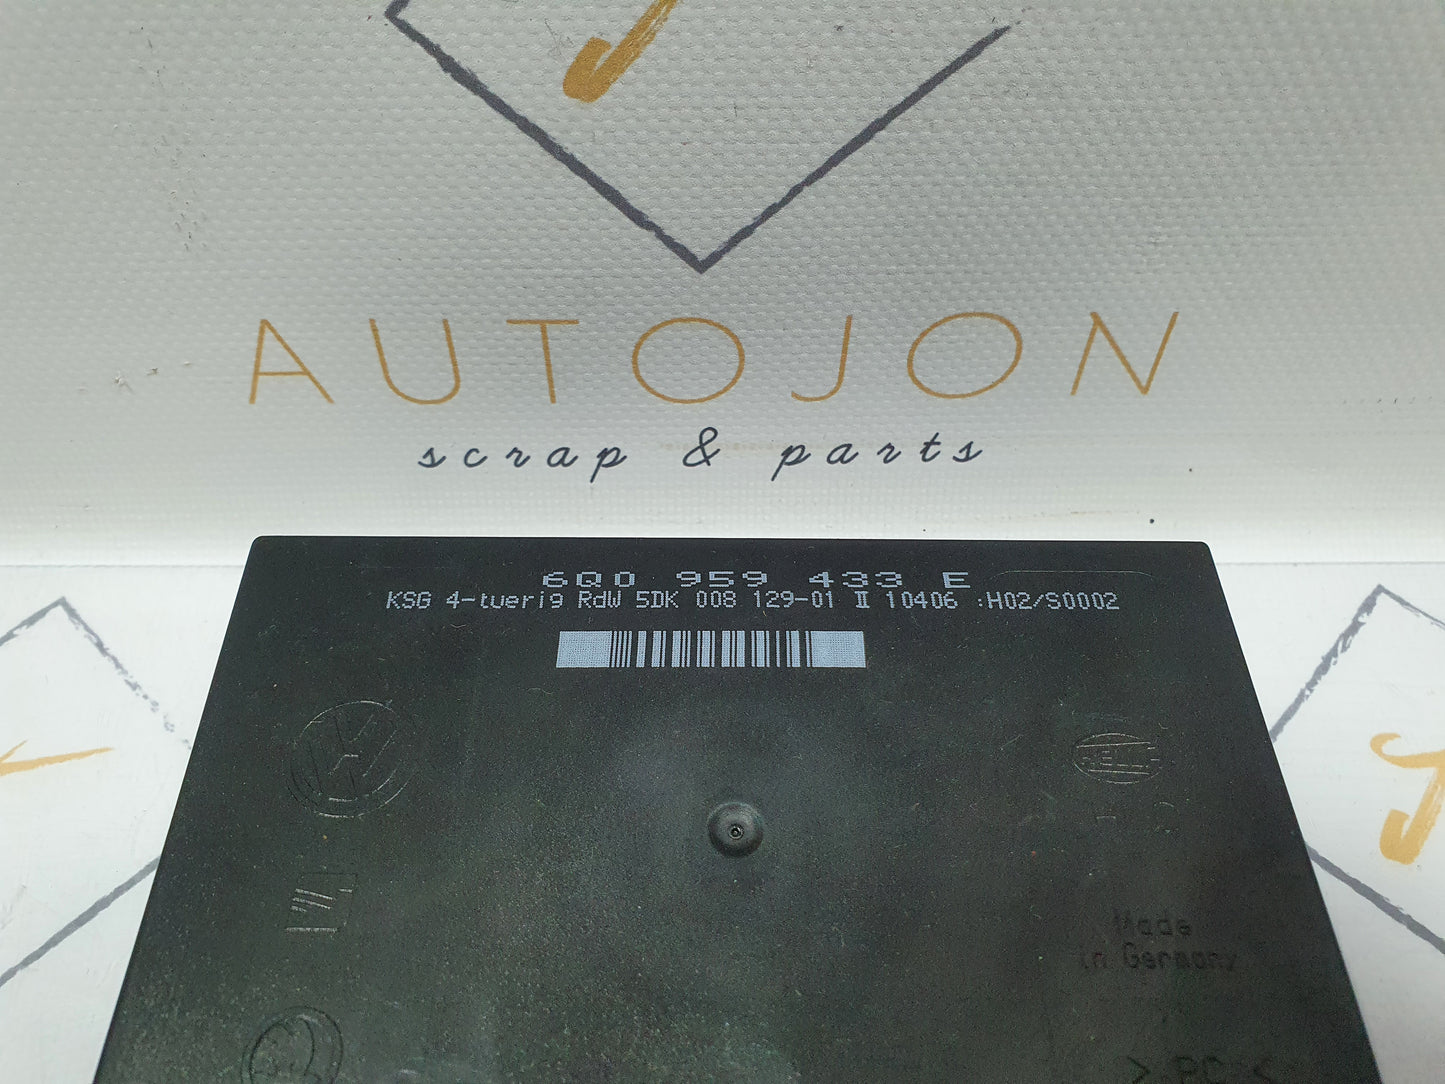 AUTOJON
scrap & parts
6Q0 959 433 E
KSG 4-tuerig RdW 5DK 008 129-01 II 10406 :H02/S0002
HELLA
Made
in Germany